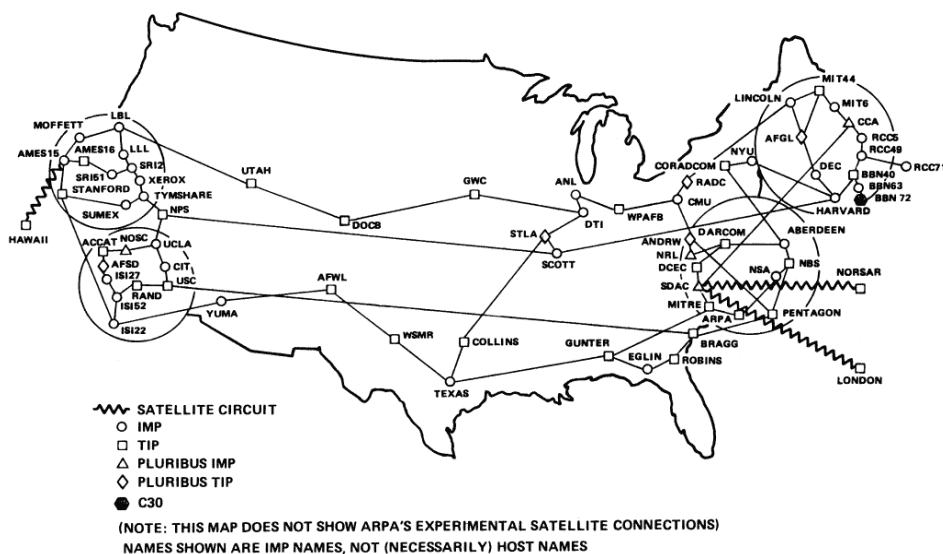 MIT44
LINCOLN
MIT6
CCA
MOFFETT
LBL
AFGL
RCC5
RCC49
AMES15
AMES16
LLL
NYU
RCC71
SRI2
CORADCOM
DEC
BBN40
SRI51
XEROX
UTAH
GWC
ANL
RADC
BBN63
STANFORD
TYMSHARE
BBN 72
SUMEX
NPS
WPAFB
CMU
HARVARD
HAWAII
DOCB
DTI
ABERDEEN
STLA
DARCOM
ACCAT
NOSC
UCLA
ANDRW
NRL
SCOTT
AFSD
CIT
DCEC
NSA
NBS
ISI27
AFWL
NORSAR
RAND
USC
SDAC
ISI52
MITRE
YUMA
ARPA
PENTAGON
ISI22
WSMR
COLLINS
GUNTER
BRAGG
EGLIN
ROBINS
TEXAS
LONDON
SATELLITE CIRCUIT
IMP
TIP
PLURIBUS IMP
PLURIBUS TIP
C30
(NOTE: THIS MAP DOES NOT SHOW ARPA'S EXPERIMENTAL SATELLITE CONNECTIONS)
NAMES SHOWN ARE IMP NAMES, NOT (NECESSARILY) HOST NAMES